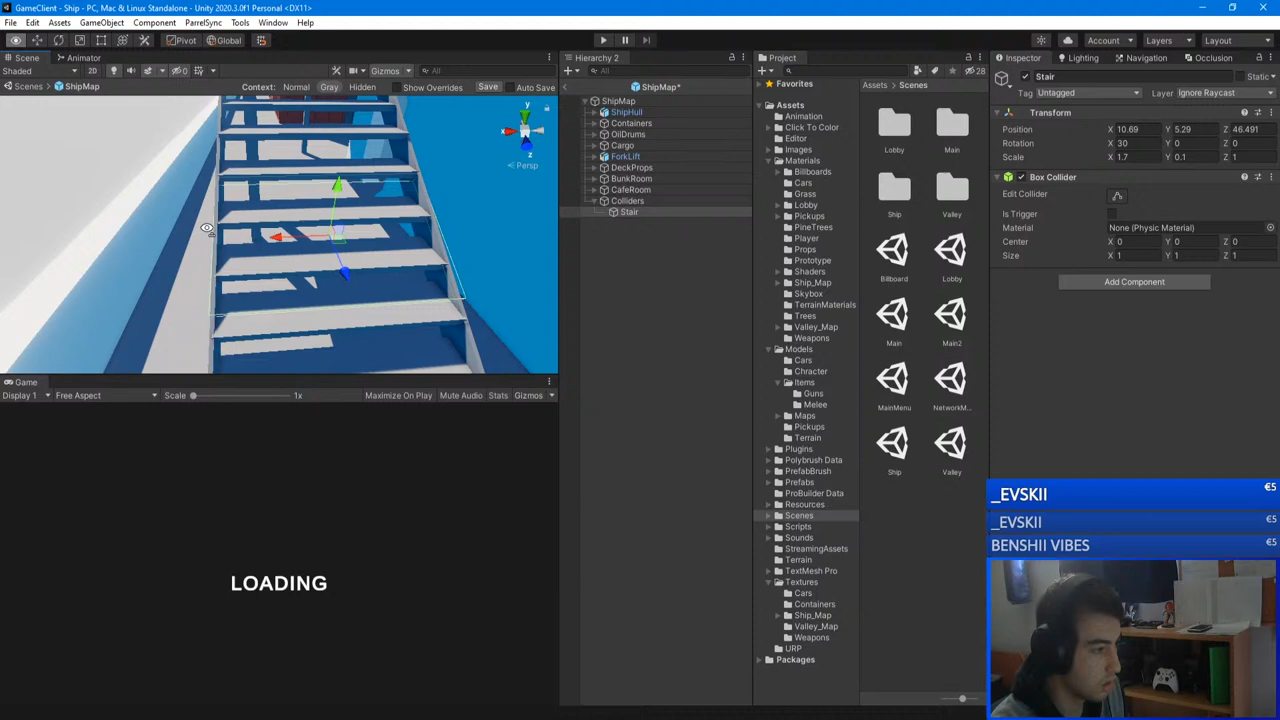 GameClient - Ship - PC, Mac & Linux Standalone - Unity 2020.3.0f1 Personal <DX11>
File Edit Assets GameObject Component ParrelSync Tools Window Help
Pivot Global Account Layers Layout
Scene Animator
Shaded 2D 0 Gizmos All
Scenes ShipMap Context: Normal Gray Hidden Show Overrides Save Auto Save
y
x
z
Persp
Game
Display 1 Free Aspect Scale 1x Maximize On Play Mute Audio Stats Gizmos
LOADING
Hierarchy 2
All
ShipMap*
ShipMap
ShipHull
Containers
OilDrums
Cargo
ForkLift
DeckProps
BunkRoom
CafeRoom
Colliders
Stair
Project
28
Favorites
Assets
Animation
Click To Color
Editor
Images
Materials
Billboards
Cars
Grass
Lobby
Pickups
PineTrees
Player
Props
Prototype
Shaders
Ship_Map
Skybox
TerrainMaterials
Trees
Valley_Map
Weapons
Models
Cars
Chracter
Items
Guns
Melee
Maps
Pickups
Terrain
Plugins
Polybrush Data
PrefabBrush
Prefabs
ProBuilder Data
Resources
Scenes
Scripts
Sounds
StreamingAssets
Terrain
TextMesh Pro
Textures
Cars
Containers
Ship_Map
Valley_Map
Weapons
URP
Packages
Assets > Scenes
Lobby Main
Ship Valley
Billboard Lobby
Main Main2
MainMenu NetworkM...
Ship Valley
Inspector Lighting Navigation Occlusion
Stair Static
Tag Untagged Layer Ignore Raycast
Transform
Position X 10.69 Y 5.29 Z 46.491
Rotation X 30 Y 0 Z 0
Scale X 1.7 Y 0.1 Z 1
Box Collider
Edit Collider
Is Trigger
Material None (Physic Material)
Center X 0 Y 0 Z 0
Size X 1 Y 1 Z 1
Add Component
_EVSKII €5
_EVSKII €5
BENSHII VIBES €5